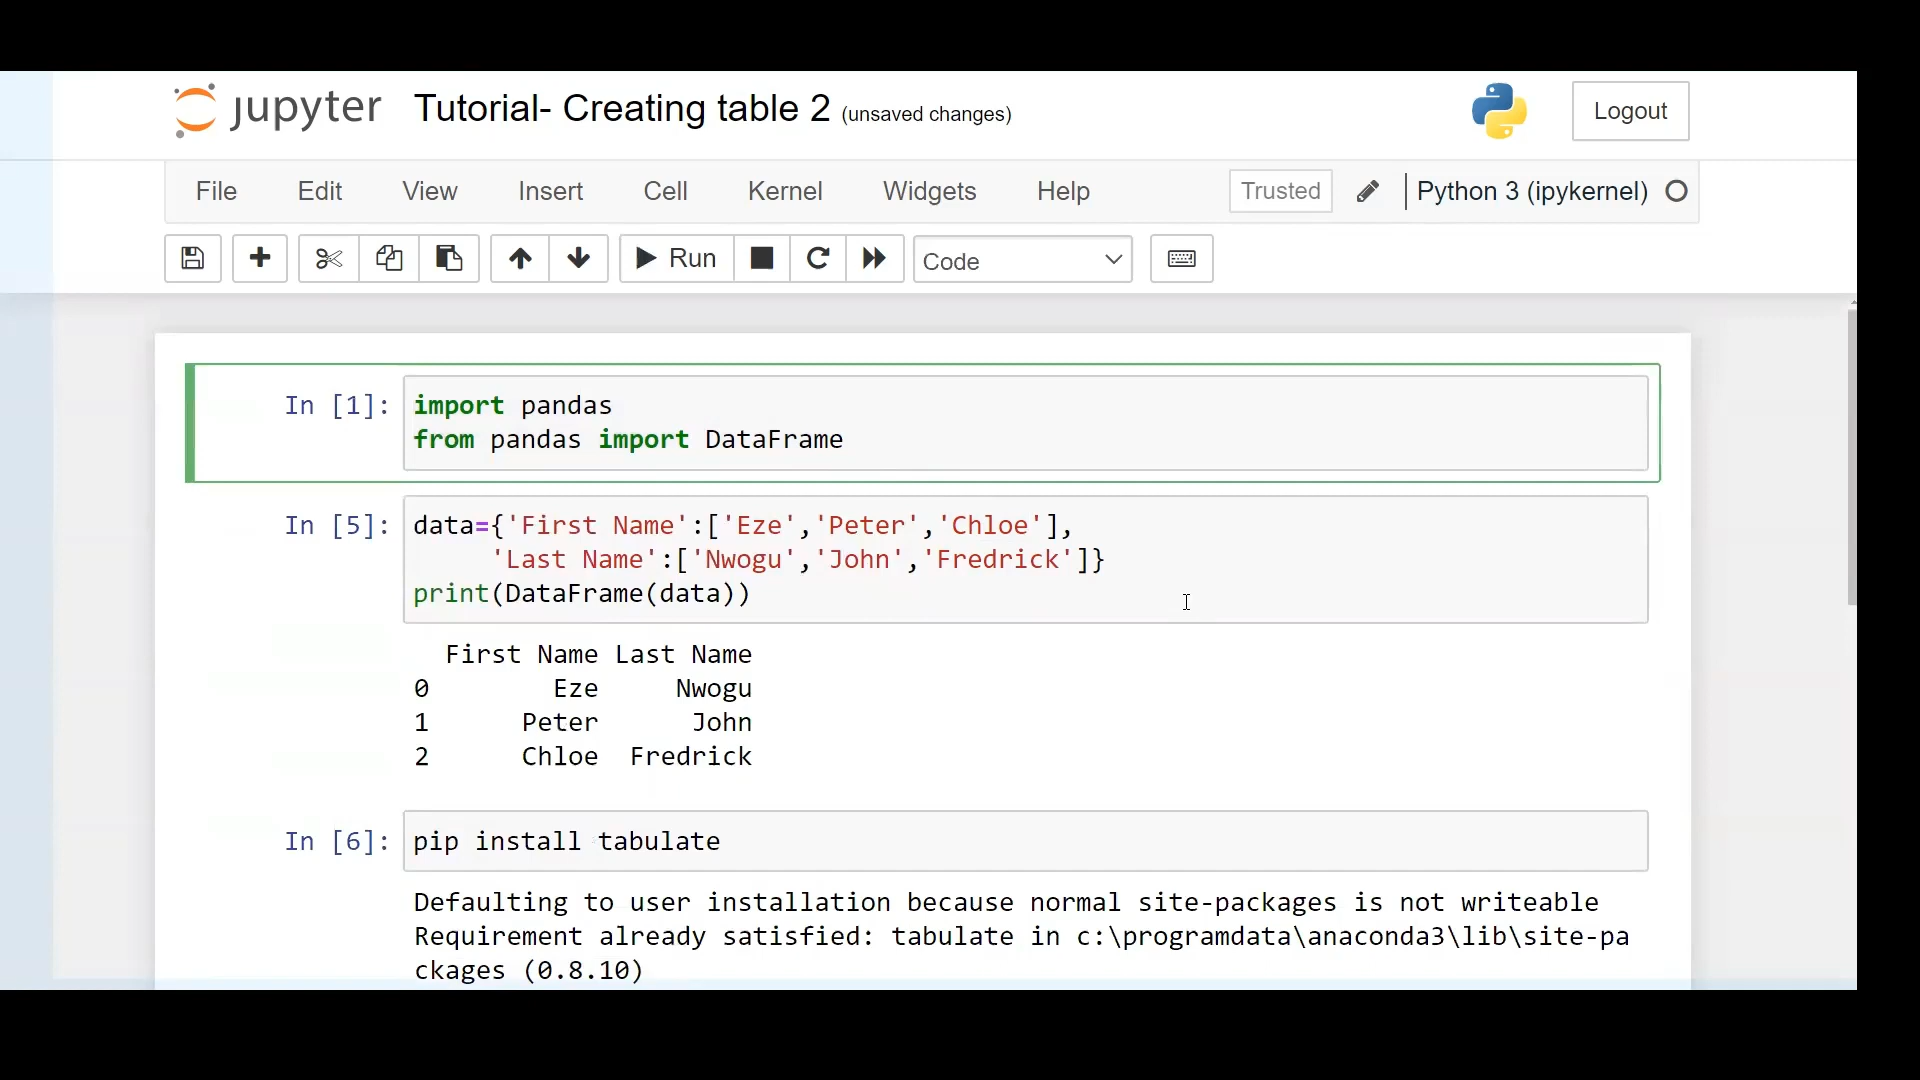 jupyter Tutorial- Creating table 2 (unsaved changes) Logout
File Edit View Insert Cell Kernel Widgets Help Trusted Python 3 (ipykernel)
Run Code
In [1]: import pandas
from pandas import DataFrame
In [5]: data={'First Name':['Eze','Peter','Chloe'],
'Last Name':['Nwogu','John','Fredrick']}
print(DataFrame(data))
First Name Last Name
0 Eze Nwogu
1 Peter John
2 Chloe Fredrick
In [6]: pip install tabulate
Defaulting to user installation because normal site-packages is not writeable
Requirement already satisfied: tabulate in c:\programdata\anaconda3\lib\site-pa
ckages (0.8.10)